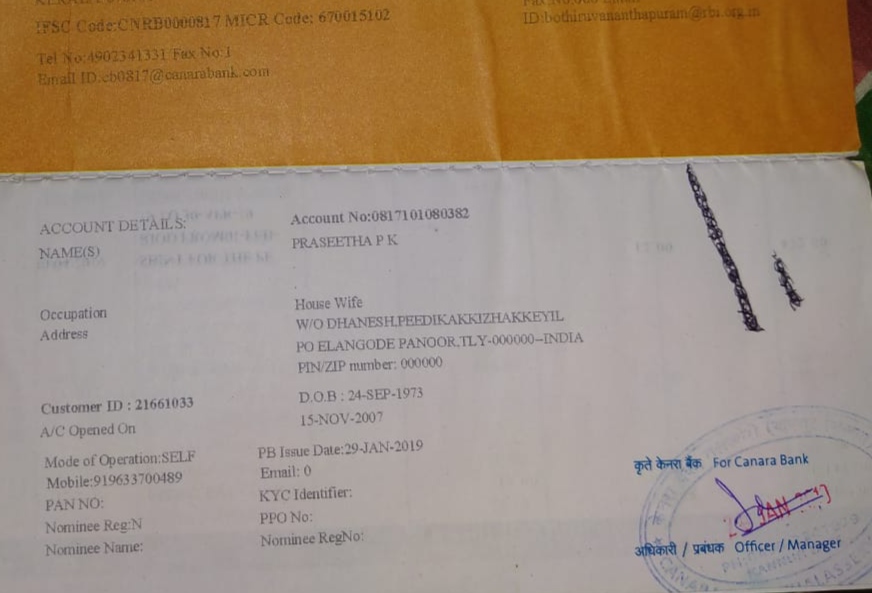 IFSC Code:CNRB0000817 MICR Code: 670015102
ID:bothiruvananthapuram@rbi.org.in
Tel No:4902341331 Fax No:1
Email ID:cb0817@canarabank.com
ACCOUNT DETAILS: Account No:0817101080382
NAME(S) PRASEETHA P K
Occupation House Wife
Address W/O DHANESH,PEEDIKAKKIZHAKKEYIL
PO ELANGODE PANOOR,TLY-000000--INDIA
PIN/ZIP number: 000000
Customer ID : 21661033 D.O.B : 24-SEP-1973
A/C Opened On 15-NOV-2007
Mode of Operation:SELF PB Issue Date:29-JAN-2019
Mobile:919633700489 Email: 0
PAN NO: KYC Identifier:
Nominee Reg:N PPO No:
Nominee Name: Nominee RegNo:
कृते केनरा बैंक For Canara Bank
JAN
अधिकारी / प्रबंधक Officer / Manager